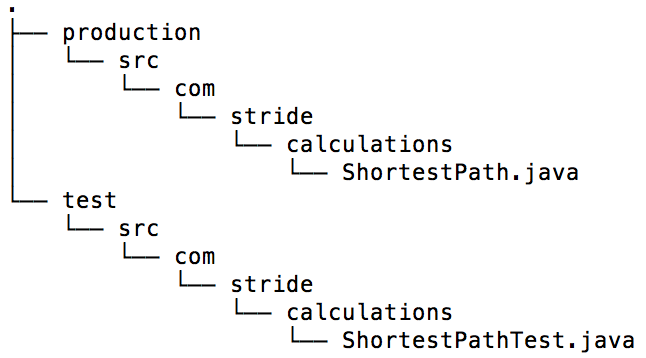 .
├── production
│   └── src
│       └── com
│           └── stride
│               └── calculations
│                   └── ShortestPath.java
└── test
    └── src
        └── com
            └── stride
                └── calculations
                    └── ShortestPathTest.java